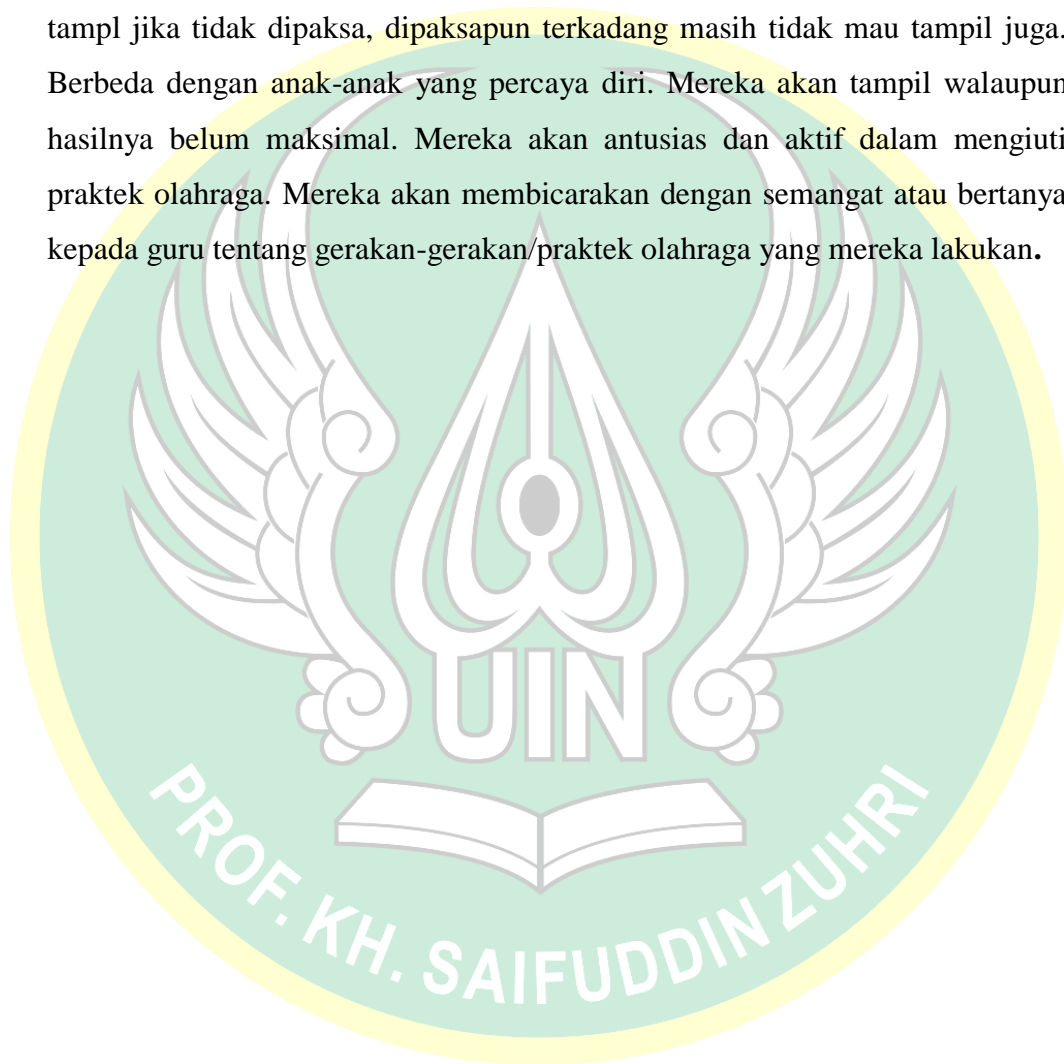 tampl jika tidak dipaksa, dipaksapun terkadang masih tidak mau tampil juga.
Berbeda dengan anak-anak yang percaya diri. Mereka akan tampil walaupun
hasilnya belum maksimal. Mereka akan antusias dan aktif dalam mengiuti
praktek olahraga. Mereka akan membicarakan dengan semangat atau bertanya
kepada guru tentang gerakan-gerakan/praktek olahraga yang mereka lakukan.
UIN
PROF. KH. SAIFUDDIN ZUHRI